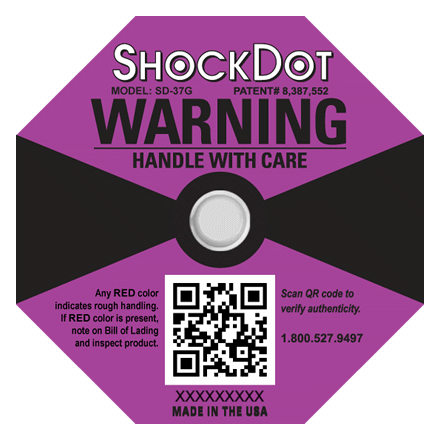 SHOCKDOT
MODEL: SD-37G PATENT# 8,387,552
WARNING
HANDLE WITH CARE
Any RED color
indicates rough handling.
If RED color is present,
note on Bill of Lading
and inspect product.
Scan QR code to
verify authenticity.
1.800.527.9497
XXXXXXXXX
MADE IN THE USA